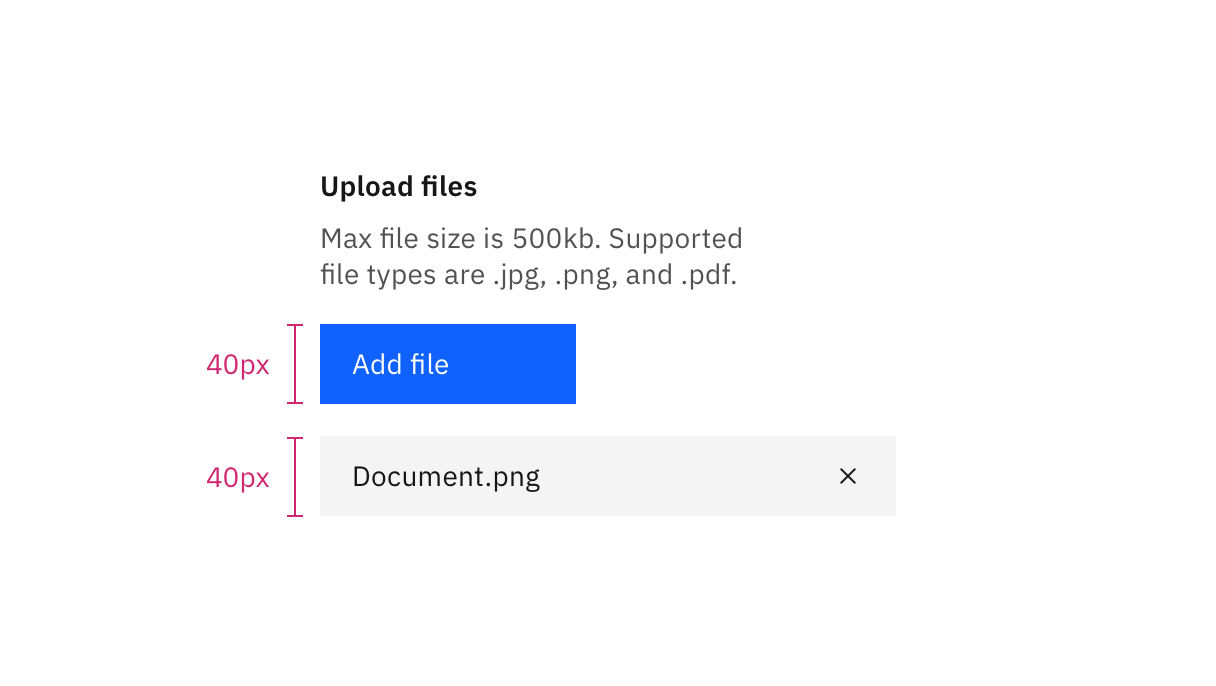 Upload files
Max file size is 500kb. Supported
file types are .jpg, .png, and .pdf.
40px
Add file
40px
Document.png